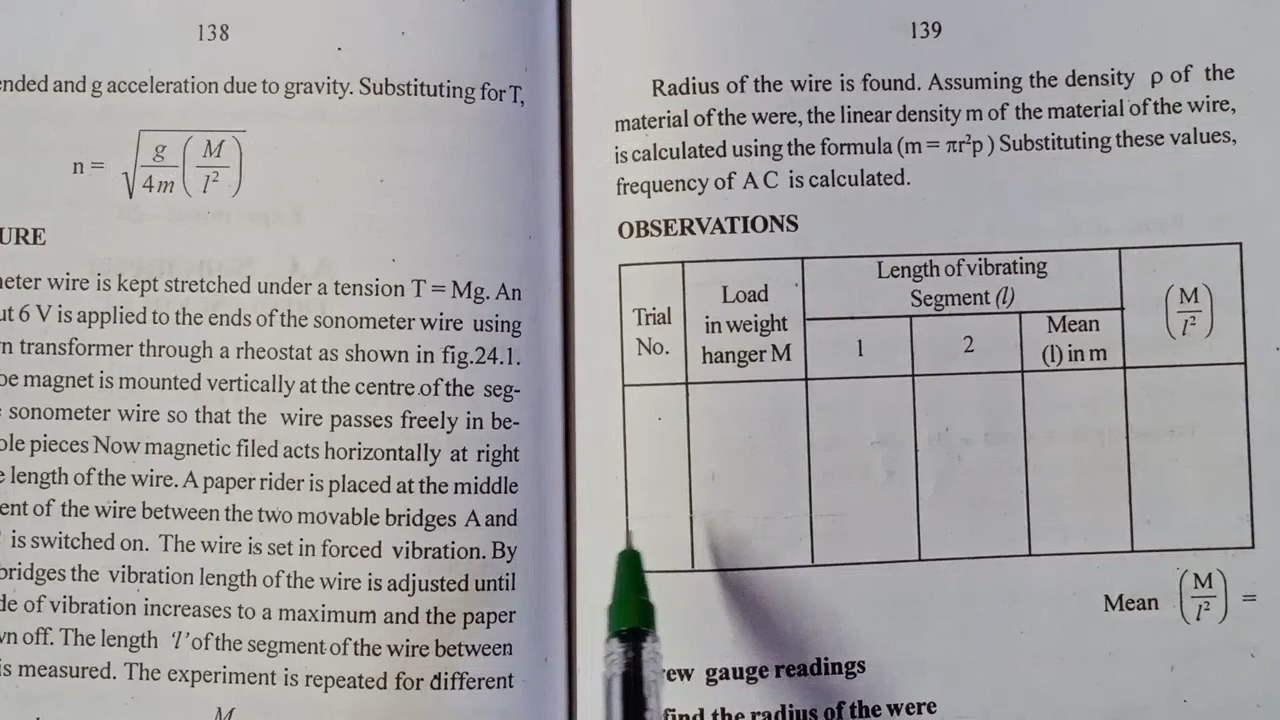 138
ended and g acceleration due to gravity. Substituting for T,
n = √(g/4m (M/l²))
URE
eter wire is kept stretched under a tension T = Mg. An
ut 6 V is applied to the ends of the sonometer wire using
n transformer through a rheostat as shown in fig.24.1.
magnet is mounted vertically at the centre of the seg-
sonometer wire so that the wire passes freely in be-
ole pieces Now magnetic filed acts horizontally at right
e length of the wire. A paper rider is placed at the middle
ent of the wire between the two movable bridges A and
is switched on. The wire is set in forced vibration. By
bridges the vibration length of the wire is adjusted until
de of vibration increases to a maximum and the paper
wn off. The length 'l' of the segment of the wire between
is measured. The experiment is repeated for different
M
139
Radius of the wire is found. Assuming the density ρ of the
material of the were, the linear density m of the material of the wire,
is calculated using the formula (m = πr²p ) Substituting these values,
frequency of A C is calculated.
OBSERVATIONS
Trial
No.
Load
in weight
hanger M
Length of vibrating
Segment (l)
1
2
Mean
(l) in m
(M/l²)
Mean (M/l²) =
ew gauge readings
find the radius of the were